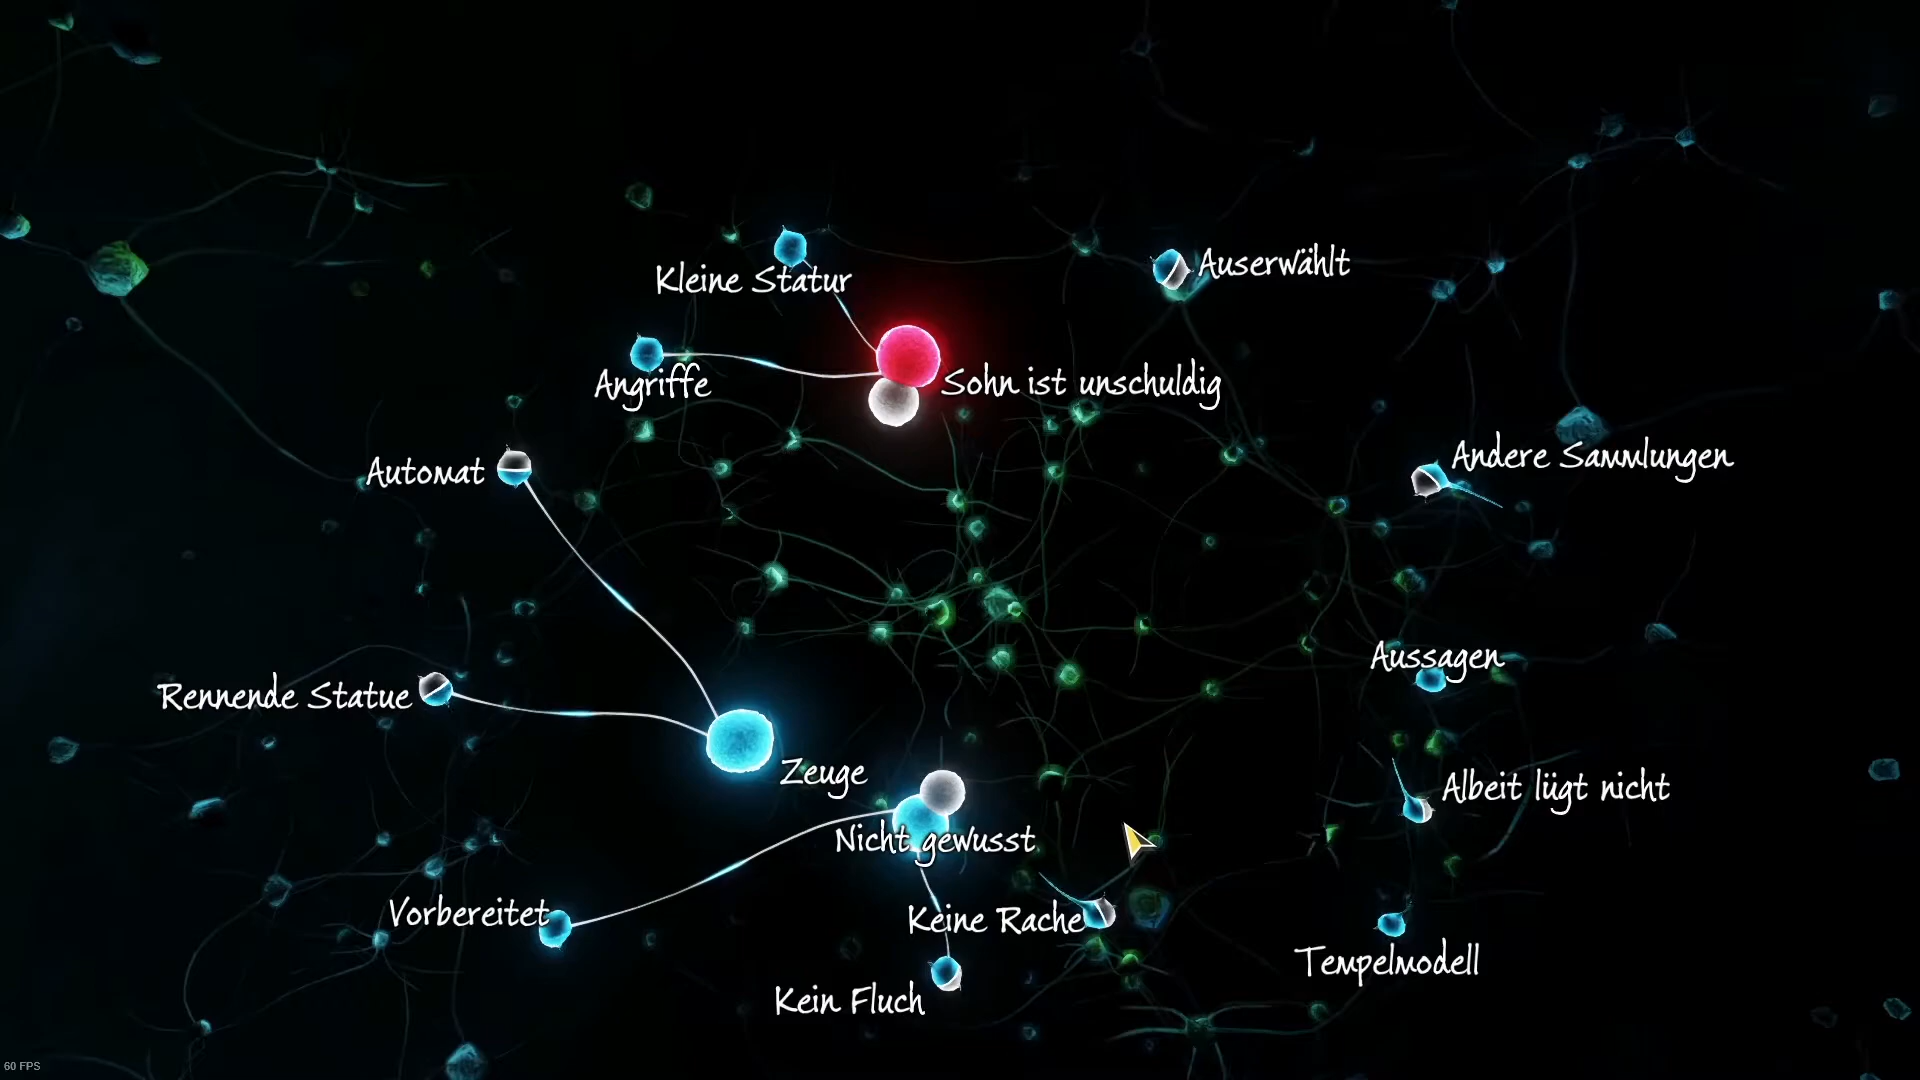 Auserwählt
Kleine Statur
Angriffe
Sohn ist unschuldig
Automat
Andere Sammlungen
Aussagen
Rennende Statue
Zeuge
Albeit lügt nicht
Nicht gewusst
Vorbereitet
Keine Rache
Tempelmodell
Kein Fluch
60 FPS